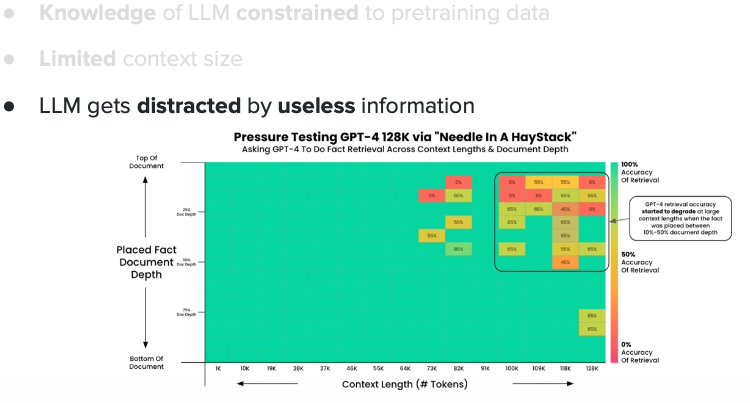 ● Knowledge of LLM constrained to pretraining data
● Limited context size
● LLM gets distracted by useless information
Pressure Testing GPT-4 128K via "Needle In A HayStack"
Asking GPT-4 To Do Fact Retrieval Across Context Lengths & Document Depth
Top Of
Document
Placed Fact
Document
Depth
Bottom Of
Document
25%
Doc Depth
50%
Doc Depth
75%
Doc Depth
0% 0% 55% 55% 0%
0% 65% 0% 0% 65% 55%
65% 65% 40% 0%
55% 65%
55% 65%
85% 65% 55% 65%
40%
65%
65%
1K 10K 19K 28K 37K 46K 55K 64K 73K 82K 91K 100K 109K 118K 128K
Context Length (# Tokens)
100%
Accuracy
Of Retrieval
50%
Accuracy
Of Retrieval
0%
Accuracy
Of Retrieval
GPT-4 retrieval accuracy
started to degrade at large
context lengths when the fact
was placed between
10%-50% document depth